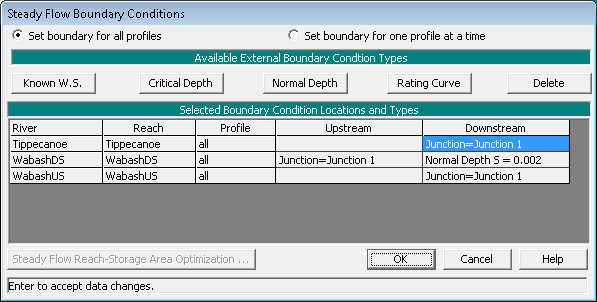 Steady Flow Boundary Conditions
Set boundary for all profiles Set boundary for one profile at a time
Available External Boundary Condtion Types
Known W.S. Critical Depth Normal Depth Rating Curve Delete
Selected Boundary Condition Locations and Types
River Reach Profile Upstream Downstream
Tippecanoe Tippecanoe all Junction=Junction 1
WabashDS WabashDS all Junction=Junction 1 Normal Depth S = 0.002
WabashUS WabashUS all Junction=Junction 1
Steady Flow Reach-Storage Area Optimization ... OK Cancel Help
Enter to accept data changes.